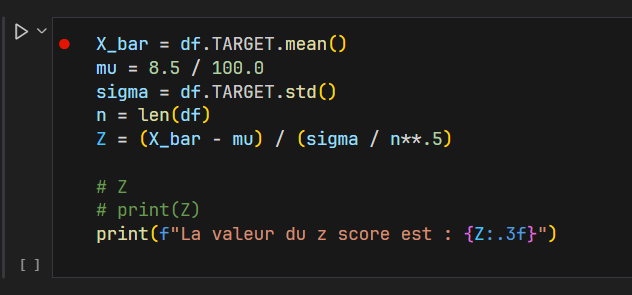 X_bar = df.TARGET.mean()
mu = 8.5 / 100.0
sigma = df.TARGET.std()
n = len(df)
Z = (X_bar - mu) / (sigma / n**.5)
# Z
# print(Z)
print(f"La valeur du z score est : {Z:.3f}")
[ ]